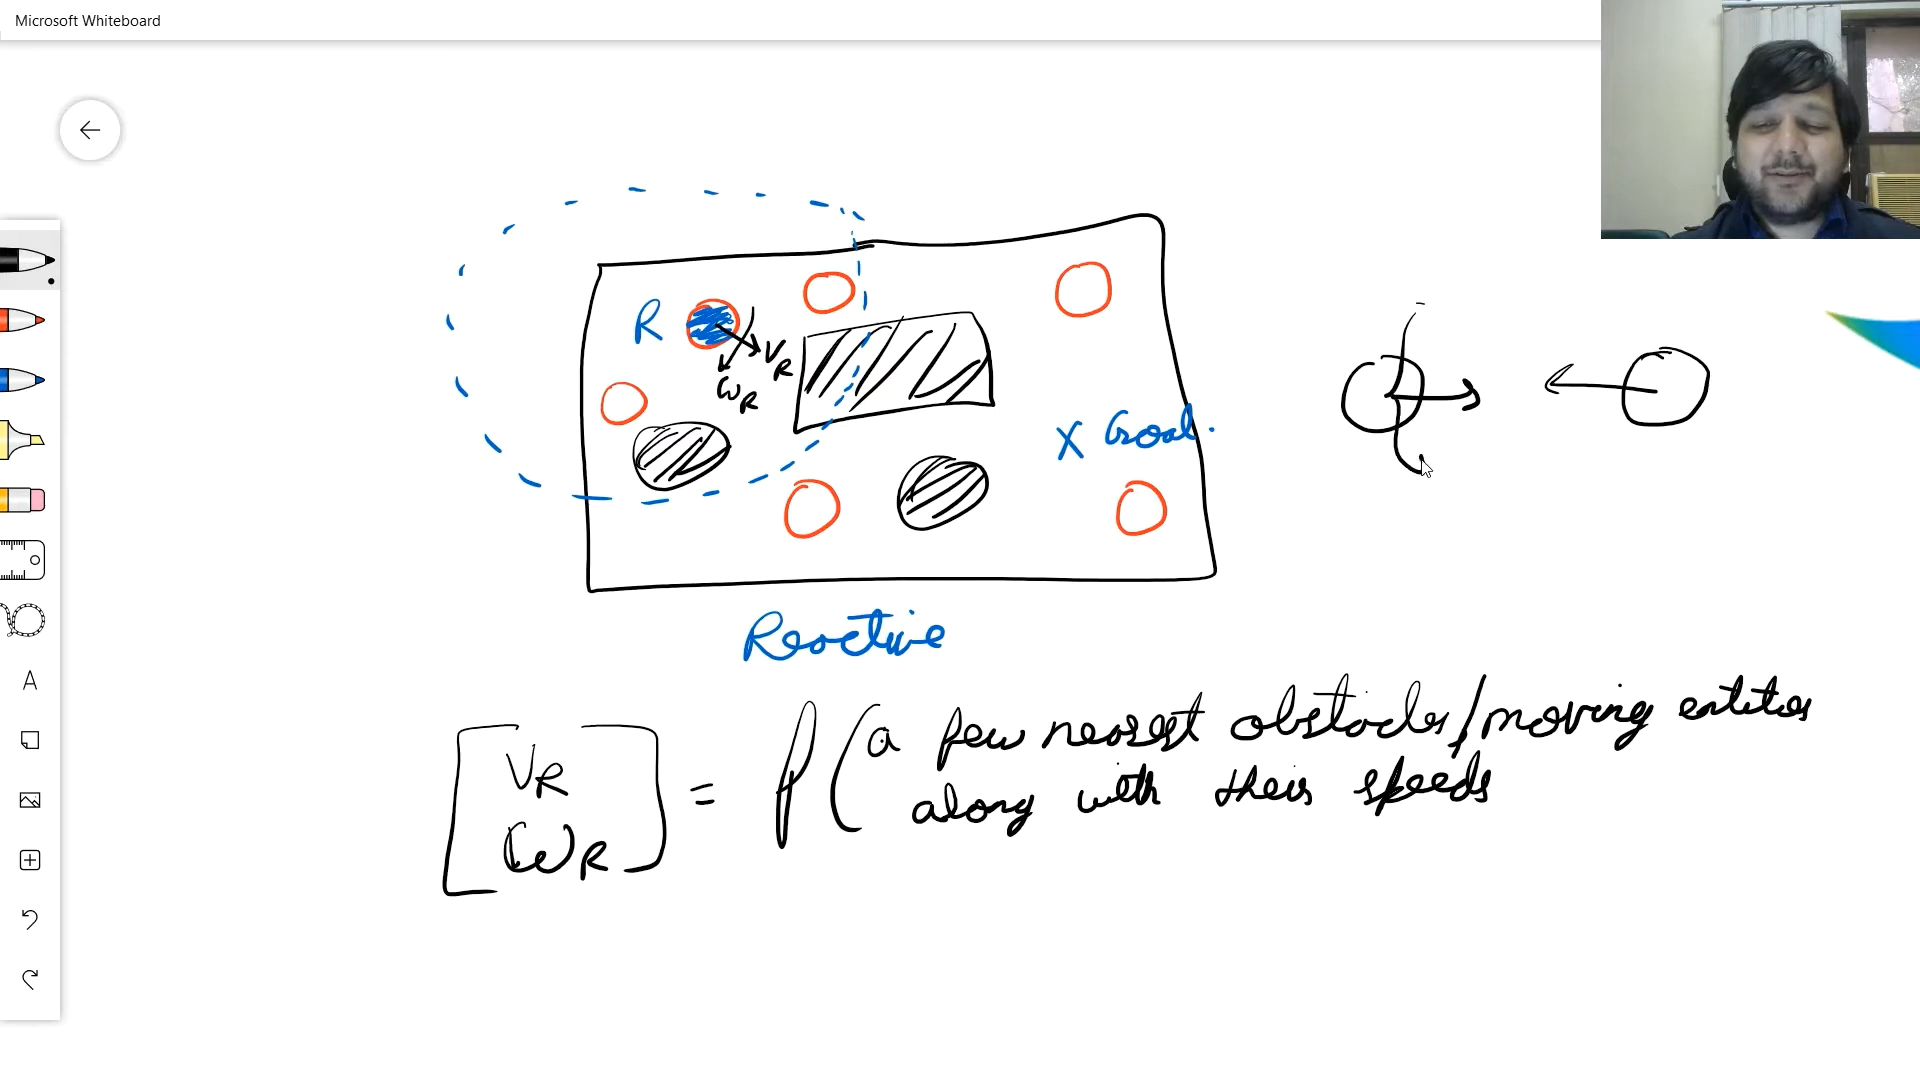 Microsoft Whiteboard
R
VR
ωR
X Goal.
Reactive
[VR ωR] = f(a few nearest obstacles/moving entities
along with their speeds
A